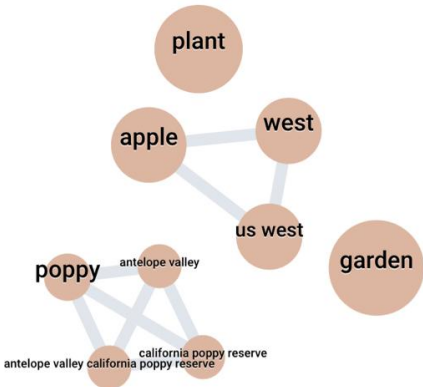 plant
west
apple
us west
garden
antelope valley
poppy
california poppy reserve
antelope valley california poppy reserve